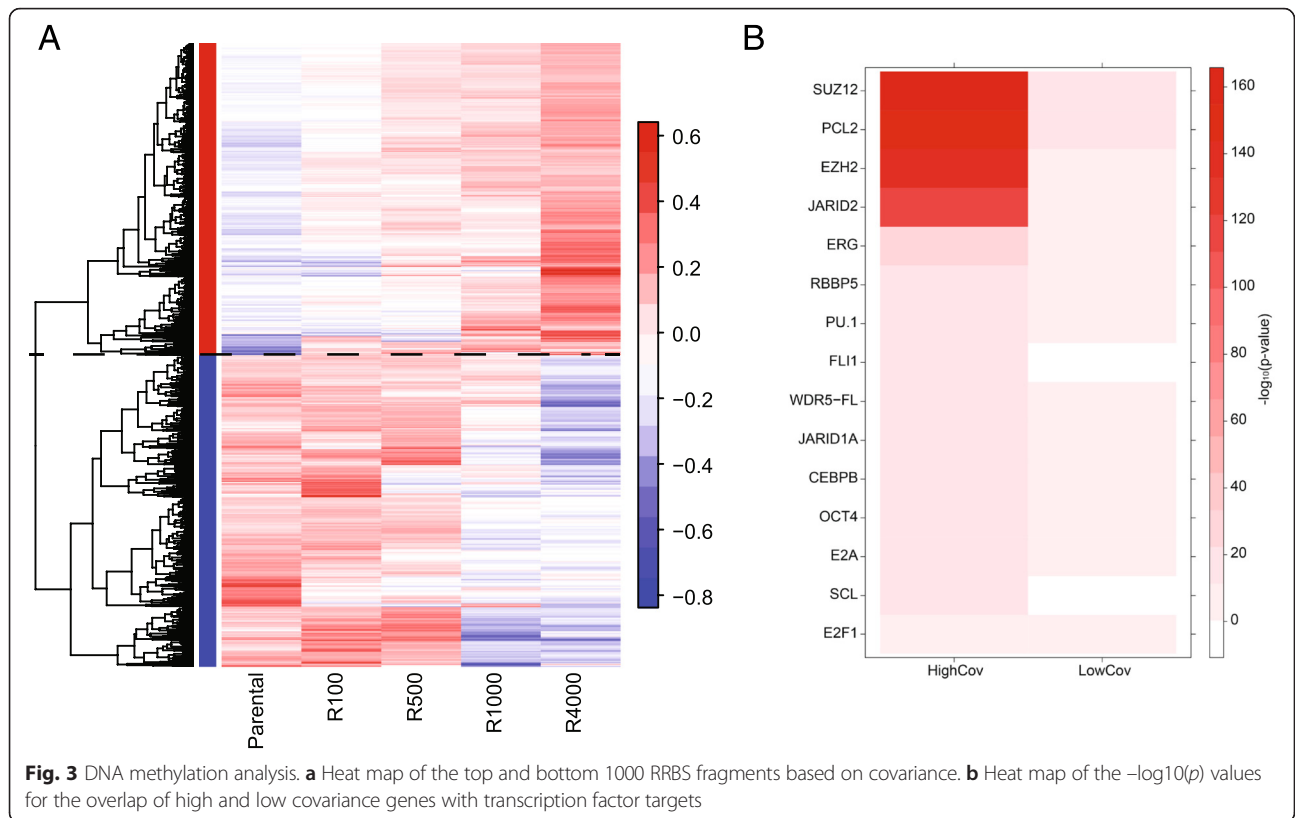 A
0.6
0.4
0.2
0.0
−0.2
−0.4
−0.6
−0.8
Parental
R100
R500
R1000
R4000
B
SUZ12
PCL2
EZH2
JARID2
ERG
RBBP5
PU.1
FLI1
WDR5−FL
JARID1A
CEBPB
OCT4
E2A
SCL
E2F1
HighCov
LowCov
160
140
120
100
80
60
40
20
0
-log10(p-value)
Fig. 3 DNA methylation analysis. a Heat map of the top and bottom 1000 RRBS fragments based on covariance. b Heat map of the –log10(p) values
for the overlap of high and low covariance genes with transcription factor targets